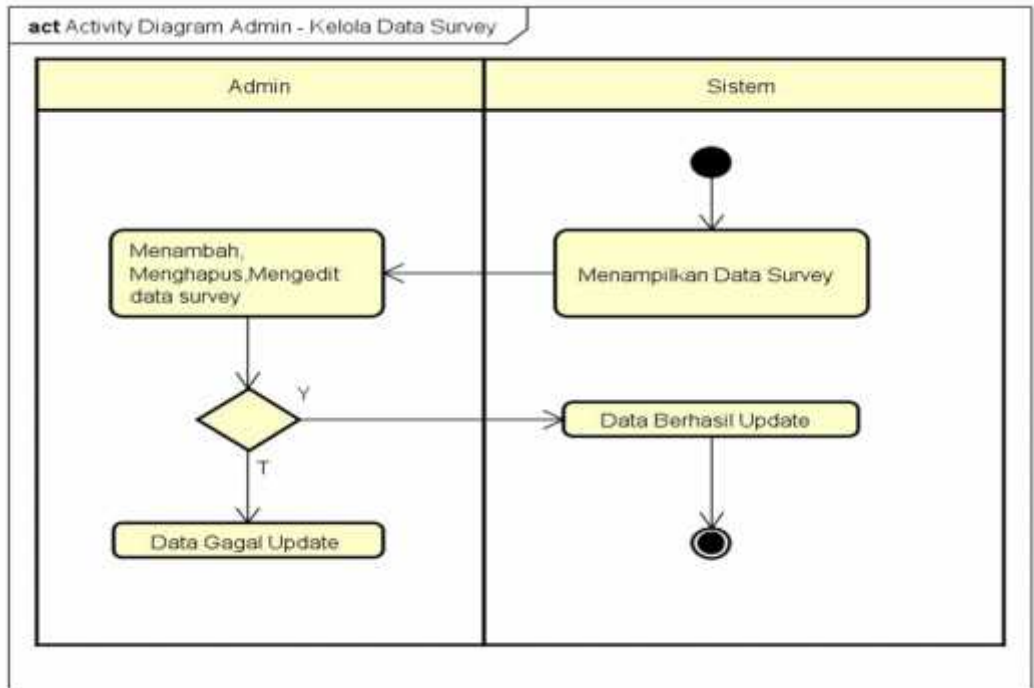 act Activity Diagram Admin - Kelola Data Survey
Admin
Sistem
Menambah,
Menghapus,Mengedit
data survey
Menampilkan Data Survey
Y
Data Berhasil Update
T
Data Gagal Update